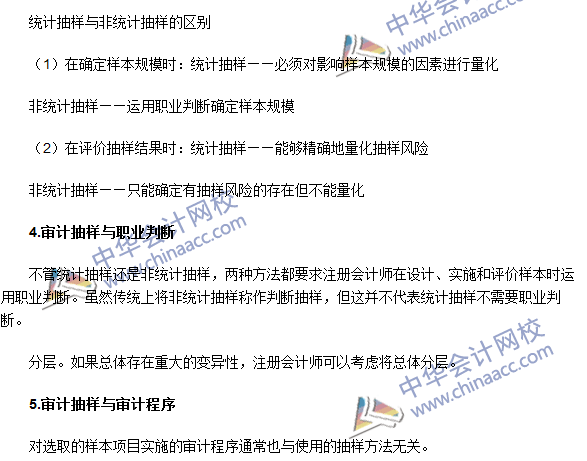 统计抽样与非统计抽样的区别
（1）在确定样本规模时：统计抽样——必须对影响样本规模的因素进行量化
非统计抽样——运用职业判断确定样本规模
（2）在评价抽样结果时：统计抽样——能够精确地量化抽样风险
非统计抽样——只能确定有抽样风险的存在但不能量化
4.审计抽样与职业判断
不管统计抽样还是非统计抽样，两种方法都要求注册会计师在设计、实施和评价样本时运
用职业判断。虽然传统上将非统计抽样称作判断抽样，但这并不代表统计抽样不需要职业判
断。
分层。如果总体存在重大的变异性，注册会计师可以考虑将总体分层。
5.审计抽样与审计程序
对选取的样本项目实施的审计程序通常也与使用的抽样方法无关。
中华会计网校
www.chinaacc.com
中华会计网校
www.chinaacc.com
中华会计网校
www.chinaacc.com